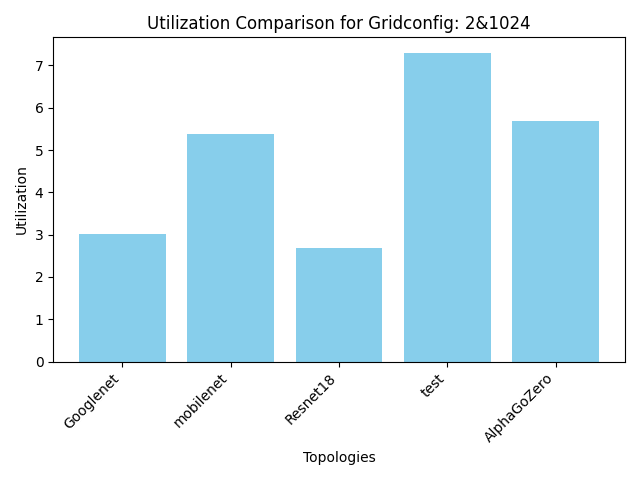 Utilization Comparison for Gridconfig: 2&1024
7
6
5
4
3
2
1
0
Utilization
Googlenet
mobilenet
Resnet18
test
AlphaGoZero
Topologies